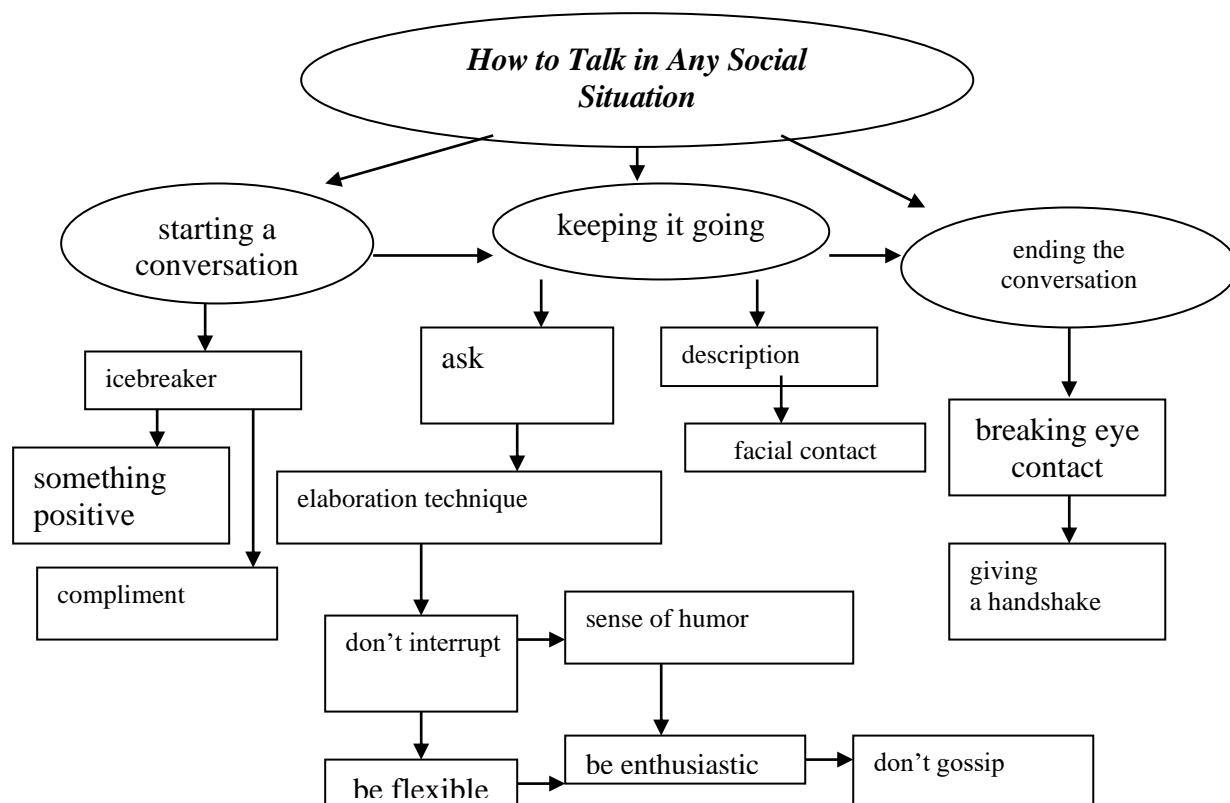 How to Talk in Any Social
Situation
starting a
conversation
keeping it going
ending the
conversation
icebreaker
ask
description
something
positive
facial contact
breaking eye
contact
elaboration technique
compliment
giving
a handshake
don’t interrupt
sense of humor
be flexible
be enthusiastic
don’t gossip